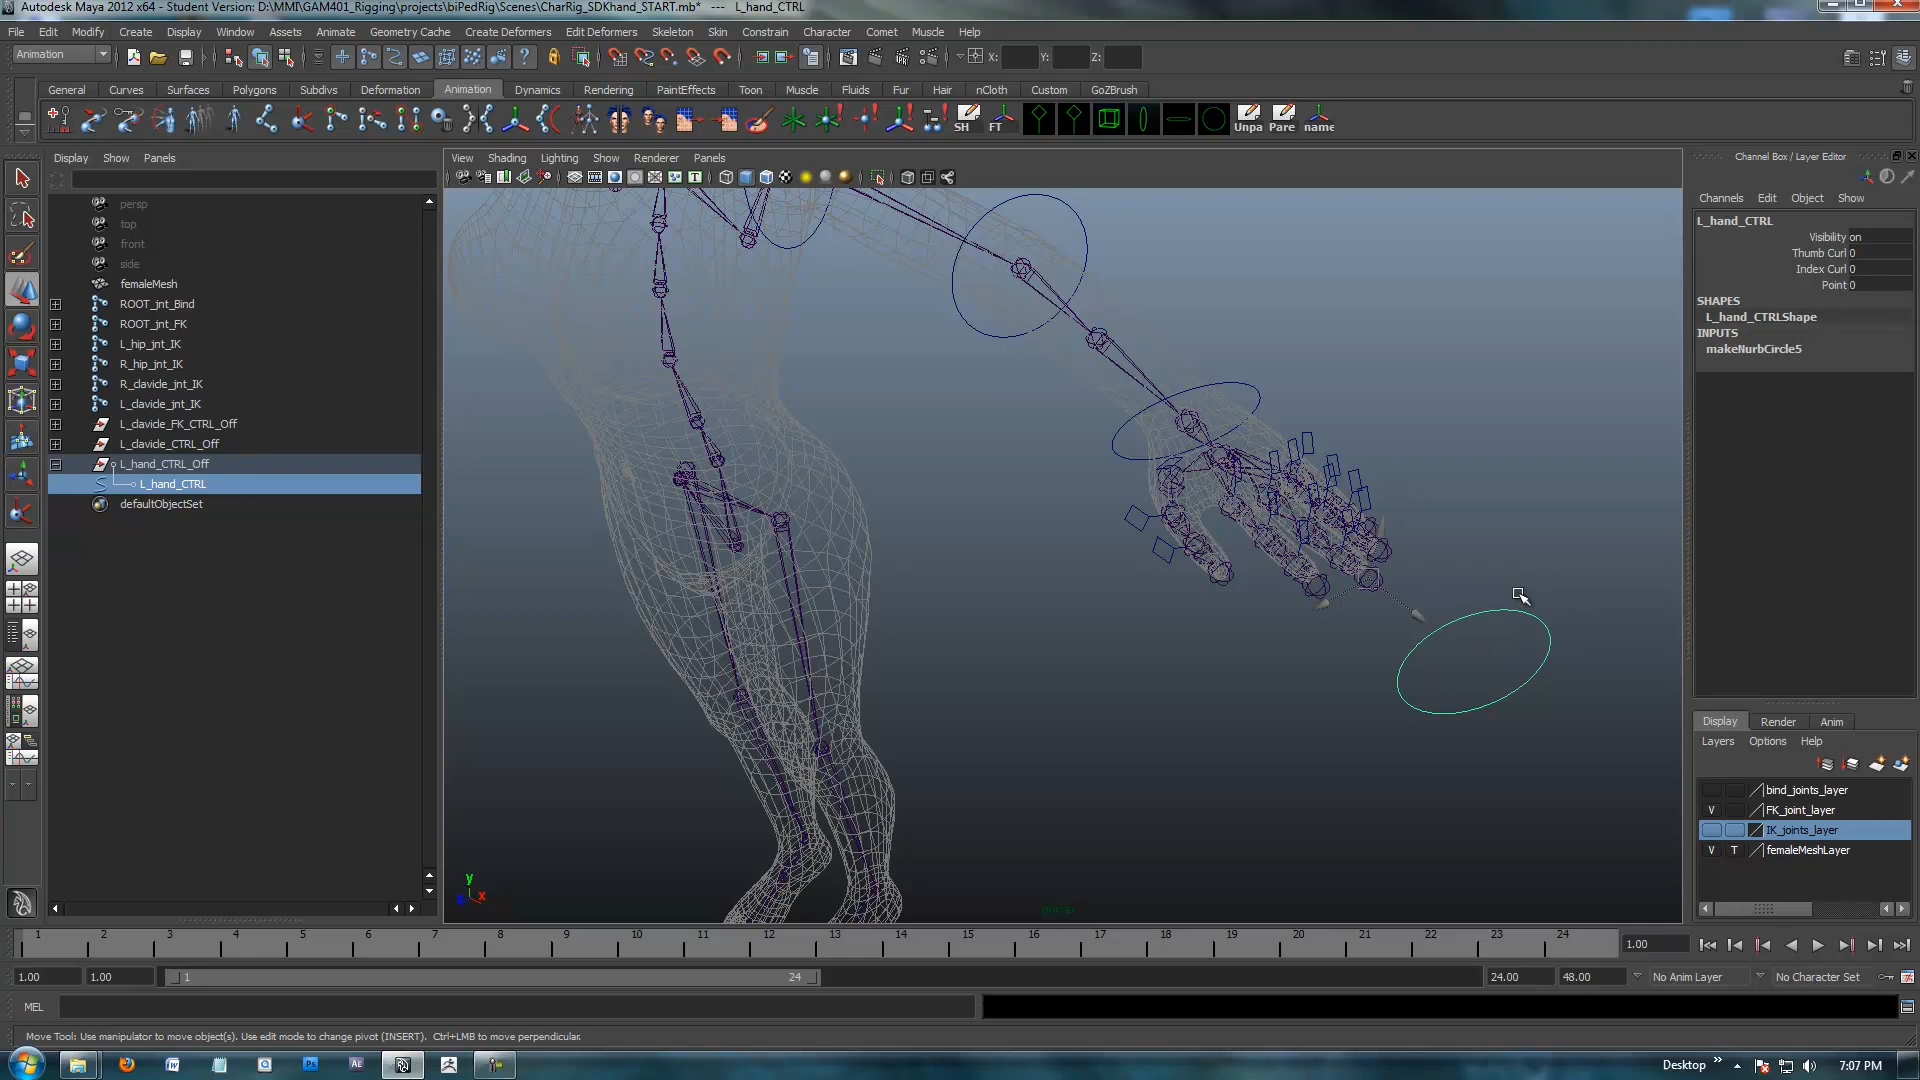 Autodesk Maya 2012 x64 - Student Version: D:\MMI\GAM401_Rigging\projects\biPedRig\Scenes\CharRig_SDKhand_START.mb* --- L_hand_CTRL
File Edit Modify Create Display Window Assets Animate Geometry Cache Create Deformers Edit Deformers Skeleton Skin Constrain Character Comet Muscle Help
Animation X: Y: Z:
General Curves Surfaces Polygons Subdivs Deformation Animation Dynamics Rendering PaintEffects Toon Muscle Fluids Fur Hair nCloth Custom GoZBrush
SH FT Unpa Pare name
Display Show Panels
View Shading Lighting Show Renderer Panels
Channel Box / Layer Editor
Channels Edit Object Show
persp
top
front
side
femaleMesh
ROOT_jnt_Bind
ROOT_jnt_FK
L_hip_jnt_IK
R_hip_jnt_IK
R_clavicle_jnt_IK
L_clavicle_jnt_IK
L_clavicle_FK_CTRL_Off
L_clavicle_CTRL_Off
L_hand_CTRL_Off
L_hand_CTRL
defaultObjectSet
L_hand_CTRL
Visibility on
Thumb Curl 0
Index Curl 0
Point 0
SHAPES
L_hand_CTRLShape
INPUTS
makeNurbCircle5
y
x
persp
Display Render Anim
Layers Options Help
bind_joints_layer
V FK_joint_layer
IK_joints_layer
V T femaleMeshLayer
1 2 3 4 5 6 7 8 9 10 11 12 13 14 15 16 17 18 19 20 21 22 23 24 1.00
1.00 1.00 1 24 24.00 48.00 No Anim Layer No Character Set
MEL
Move Tool: Use manipulator to move object(s). Use edit mode to change pivot (INSERT). Ctrl+LMB to move perpendicular.
Desktop 7:07 PM